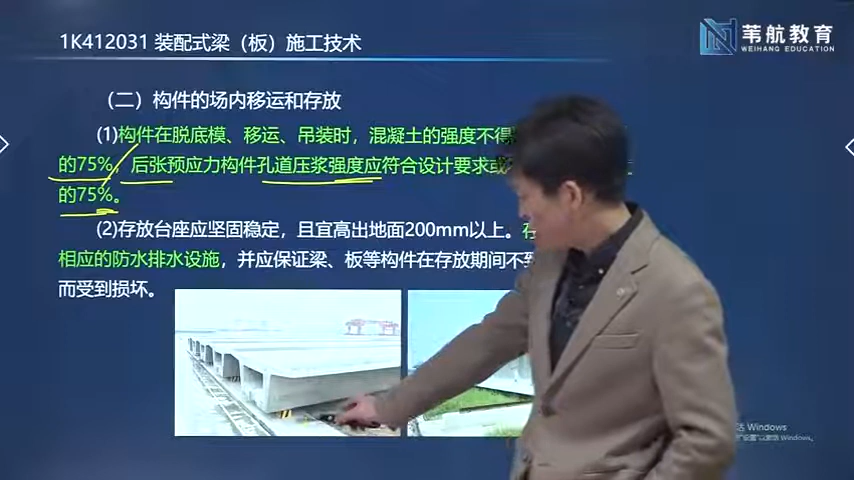 1K412031 装配式梁（板）施工技术
苇航教育
WEIHANG EDUCATION
（二）构件的场内移运和存放
(1)构件在脱底模、移运、吊装时，混凝土的强度不得
的75%，后张预应力构件孔道压浆强度应符合设计要求或
的75%。
(2)存放台座应坚固稳定，且宜高出地面200mm以上。存
相应的防水排水设施，并应保证梁、板等构件在存放期间不
而受到损坏。
活 Windows